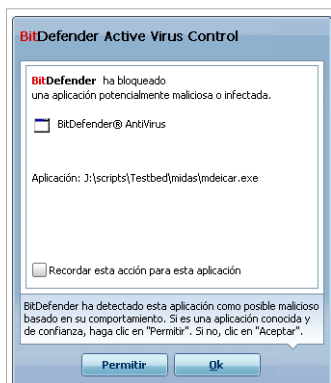 BitDefender Active Virus Control
BitDefender ha bloqueado
una aplicación potencialmente maliciosa o infectada.
BitDefender® AntiVirus
Aplicación: J:\scripts\Testbed\midas\mdeicar.exe
Recordar esta acción para esta aplicación
BitDefender ha detectado esta aplicación como posible malicioso
basado en su comportamiento. Si es una aplicación conocida y
de confianza, haga clic en "Permitir". Si no, clic en "Aceptar".
Permitir
Ok